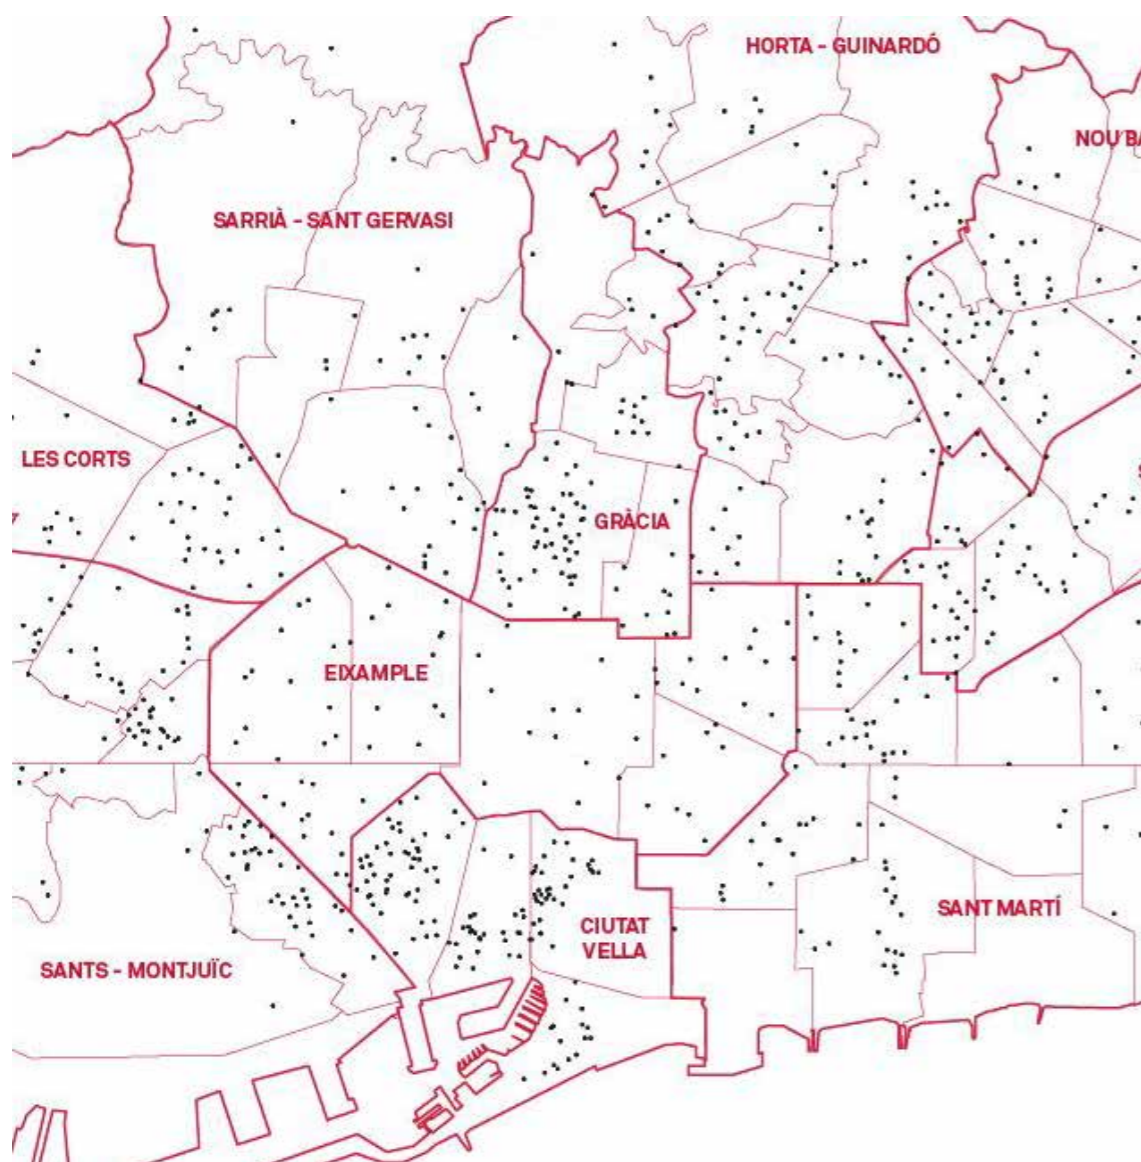 HORTA - GUINARDÓ
NOU BA
SARRIÀ - SANT GERVASI
LES CORTS
GRÀCIA
EIXAMPLE
CIUTAT
VELLA
SANT MARTÍ
SANTS - MONTJUÏC